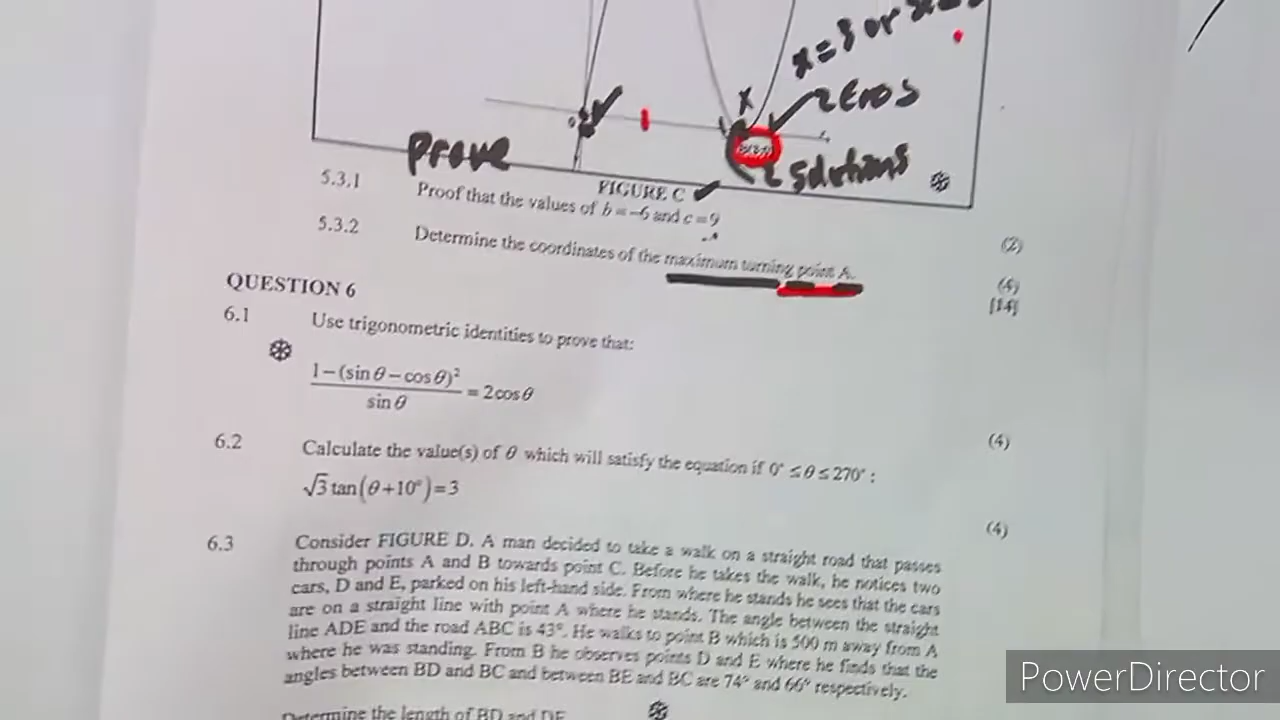 x=3 or
x
zeros
Prove
2 solutions
FIGURE C
5.3.1 Proof that the values of b = -6 and c = 9
(2)
5.3.2 Determine the coordinates of the maximum turning point A.
(4)
[14]
QUESTION 6
6.1 Use trigonometric identities to prove that:
1-(sin θ - cos θ)² / sin θ = 2cos θ
(4)
6.2 Calculate the value(s) of θ which will satisfy the equation if 0° ≤ θ ≤ 270° :
√3 tan(θ+10°)=3
(4)
6.3 Consider FIGURE D. A man decided to take a walk on a straight road that passes
through points A and B towards point C. Before he takes the walk, he notices two
cars, D and E, parked on his left-hand side. From where he stands he sees that the cars
are on a straight line with point A where he stands. The angle between the straight
line ADE and the road ABC is 43°. He walks to point B which is 500 m away from A
where he was standing. From B he observes points D and E where he finds that the
angles between BD and BC and between BE and BC are 74° and 66° respectively.
Determine the length of BD and DE
PowerDirector